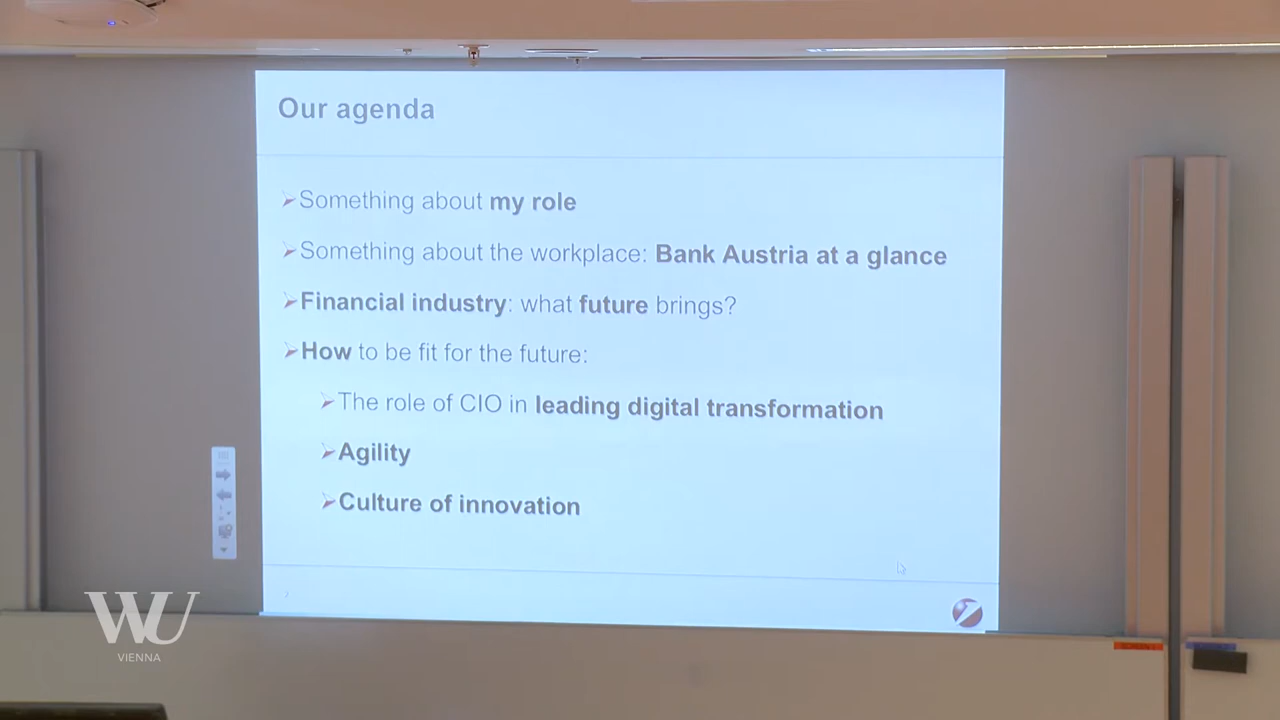 Our agenda
Something about my role
Something about the workplace: Bank Austria at a glance
Financial industry: what future brings?
How to be fit for the future:
The role of CIO in leading digital transformation
Agility
Culture of innovation
WU
VIENNA